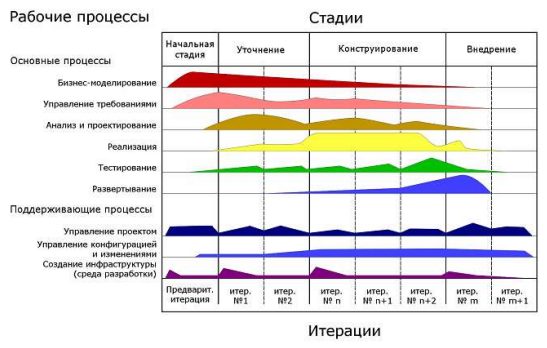 Рабочие процессы
Стадии
Начальная
стадия
Уточнение
Конструирование
Внедрение
Основные процессы
Бизнес-моделирование
Управление требованиями
Анализ и проектирование
Реализация
Тестирование
Развертывание
Поддерживающие процессы
Управление проектом
Управление конфигурацией
и изменениями
Создание инфраструктуры
(среда разработки)
Предварит.
итерация
итер.
№1
итер.
№2
итер.
№ n
итер.
№ n+1
итер.
№ n+2
итер.
№ m
итер.
№ m+1
Итерации